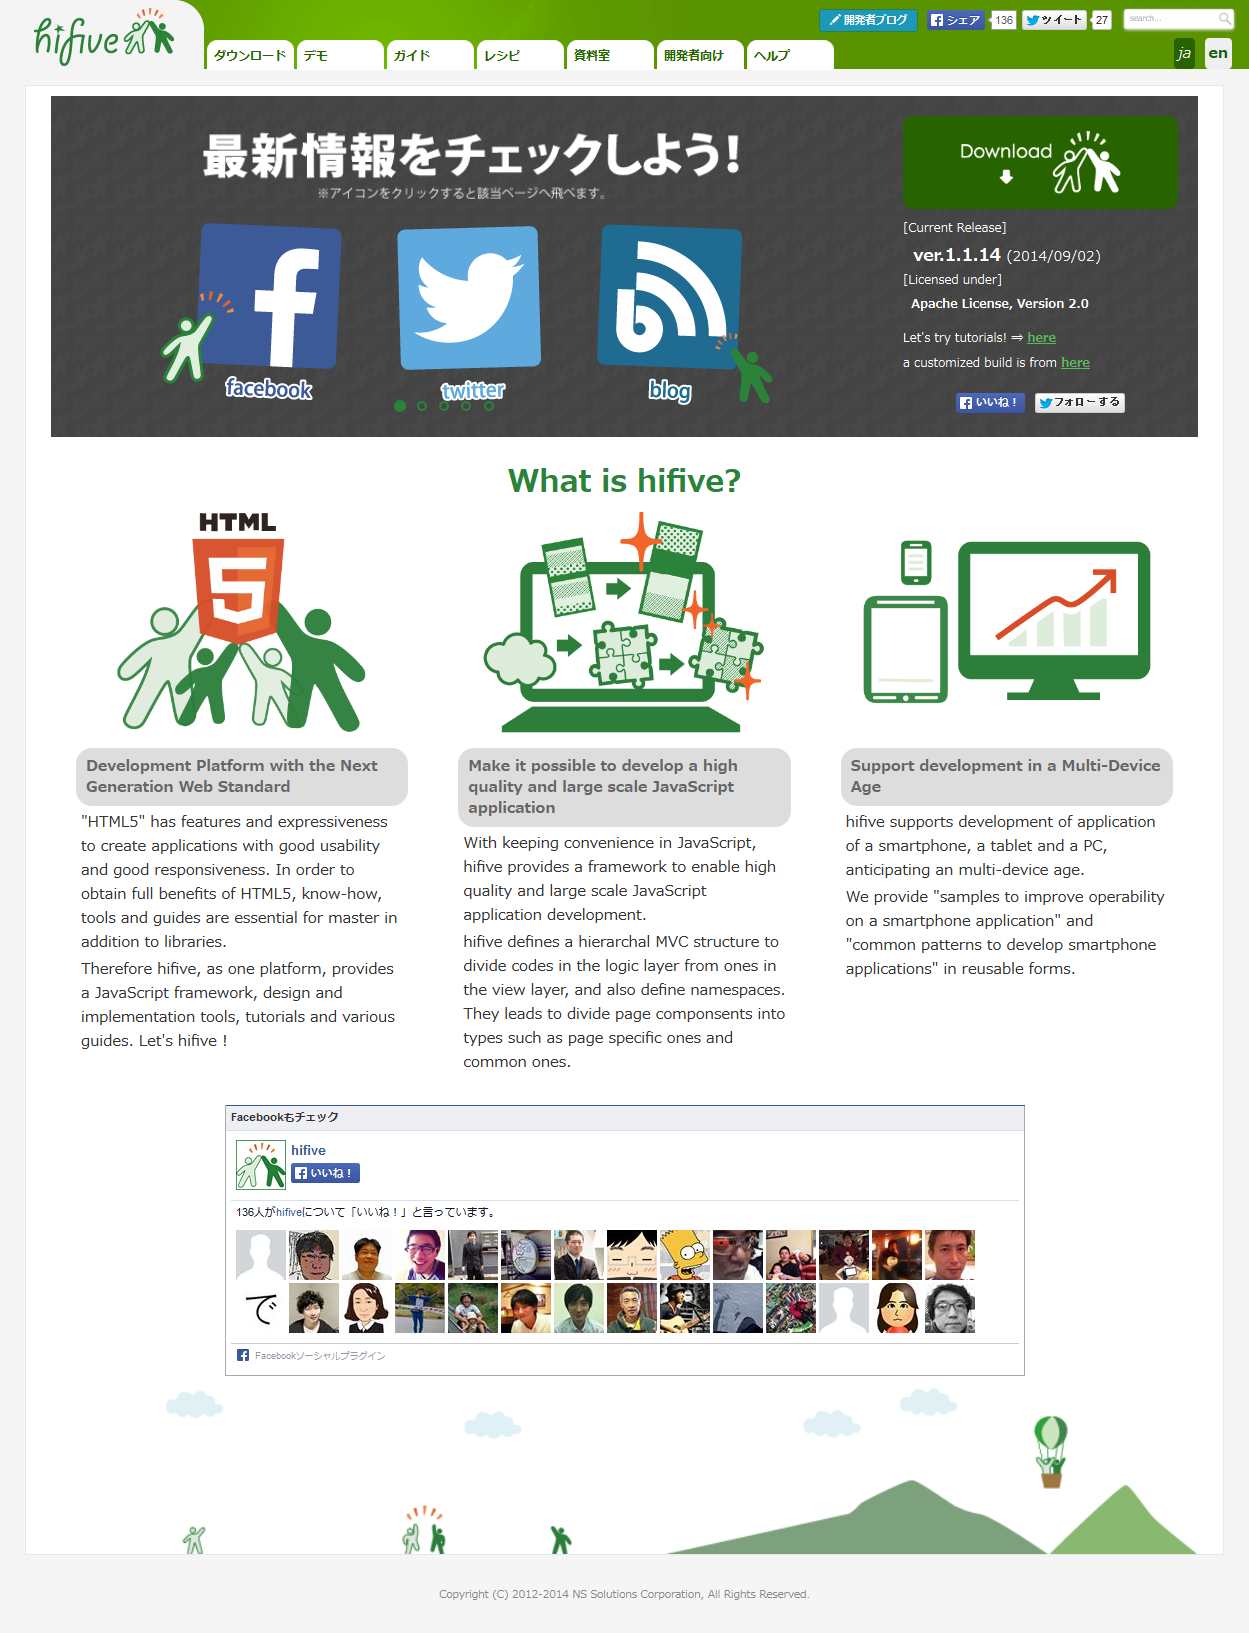 hifive
開発者ブログ
シェア
136
ツイート
27
search...
ダウンロード
デモ
ガイド
レシピ
資料室
開発者向け
ヘルプ
ja
en
最新情報をチェックしよう!
※アイコンをクリックすると該当ページへ飛べます。
facebook
twitter
blog
Download
[Current Release]
ver.1.1.14 (2014/09/02)
[Licensed under]
Apache License, Version 2.0
Let's try tutorials! ⇒ here
a customized build is from here
いいね！
フォローする
What is hifive?
HTML
5
Development Platform with the Next
Generation Web Standard
"HTML5" has features and expressiveness
to create applications with good usability
and good responsiveness. In order to
obtain full benefits of HTML5, know-how,
tools and guides are essential for master in
addition to libraries.
Therefore hifive, as one platform, provides
a JavaScript framework, design and
implementation tools, tutorials and various
guides. Let's hifive !
Make it possible to develop a high
quality and large scale JavaScript
application
With keeping convenience in JavaScript,
hifive provides a framework to enable high
quality and large scale JavaScript
application development.
hifive defines a hierarchal MVC structure to
divide codes in the logic layer from ones in
the view layer, and also define namespaces.
They leads to divide page componsents into
types such as page specific ones and
common ones.
Support development in a Multi-Device
Age
hifive supports development of application
of a smartphone, a tablet and a PC,
anticipating an multi-device age.
We provide "samples to improve operability
on a smartphone application" and
"common patterns to develop smartphone
applications" in reusable forms.
Facebookもチェック
hifive
いいね！
136人がhifiveについて「いいね！」と言っています。
で
Facebookソーシャルプラグイン
Copyright (C) 2012-2014 NS Solutions Corporation, All Rights Reserved.